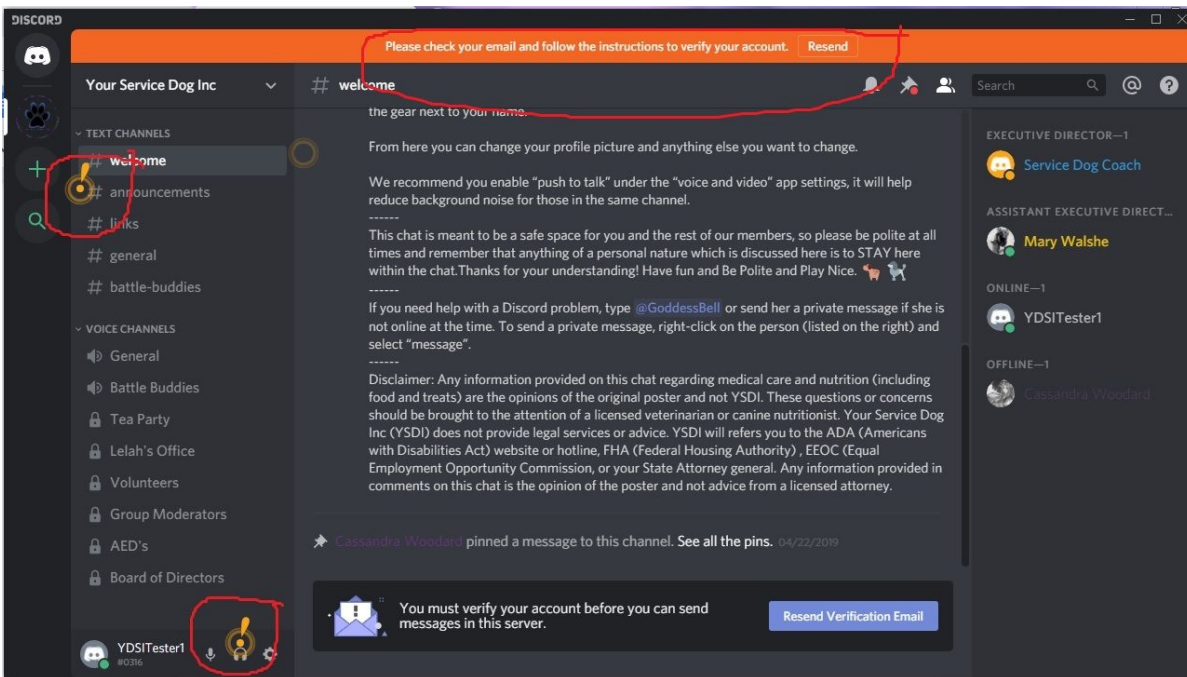 DISCORD
Please check your email and follow the instructions to verify your account. Resend
Your Service Dog Inc
# welcome
Search
TEXT CHANNELS
# welcome
# announcements
# links
# general
# battle-buddies
VOICE CHANNELS
General
Battle Buddies
Tea Party
Lelah's Office
Volunteers
Group Moderators
AED's
Board of Directors
YDSITester1
#0316
the gear next to your name.
From here you can change your profile picture and anything else you want to change.
We recommend you enable “push to talk” under the “voice and video” app settings, it will help
reduce background noise for those in the same channel.
------
This chat is meant to be a safe space for you and the rest of our members, so please be polite at all
times and remember that anything of a personal nature which is discussed here is to STAY here
within the chat.Thanks for your understanding! Have fun and Be Polite and Play Nice.
------
If you need help with a Discord problem, type @GoddessBell or send her a private message if she is
not online at the time. To send a private message, right-click on the person (listed on the right) and
select “message”.
------
Disclaimer: Any information provided on this chat regarding medical care and nutrition (including
food and treats) are the opinions of the original poster and not YSDI. These questions or concerns
should be brought to the attention of a licensed veterinarian or canine nutritionist. Your Service Dog
Inc (YSDI) does not provide legal services or advice. YSDI will refers you to the ADA (Americans
with Disabilities Act) website or hotline, FHA (Federal Housing Authority) , EEOC (Equal
Employment Opportunity Commission, or your State Attorney general. Any information provided in
comments on this chat is the opinion of the poster and not advice from a licensed attorney.
Cassandra Woodard pinned a message to this channel. See all the pins. 04/22/2019
You must verify your account before you can send
messages in this server.
Resend Verification Email
EXECUTIVE DIRECTOR—1
Service Dog Coach
ASSISTANT EXECUTIVE DIRECT...
Mary Walshe
ONLINE—1
YDSITester1
OFFLINE—1
Cassandra Woodard